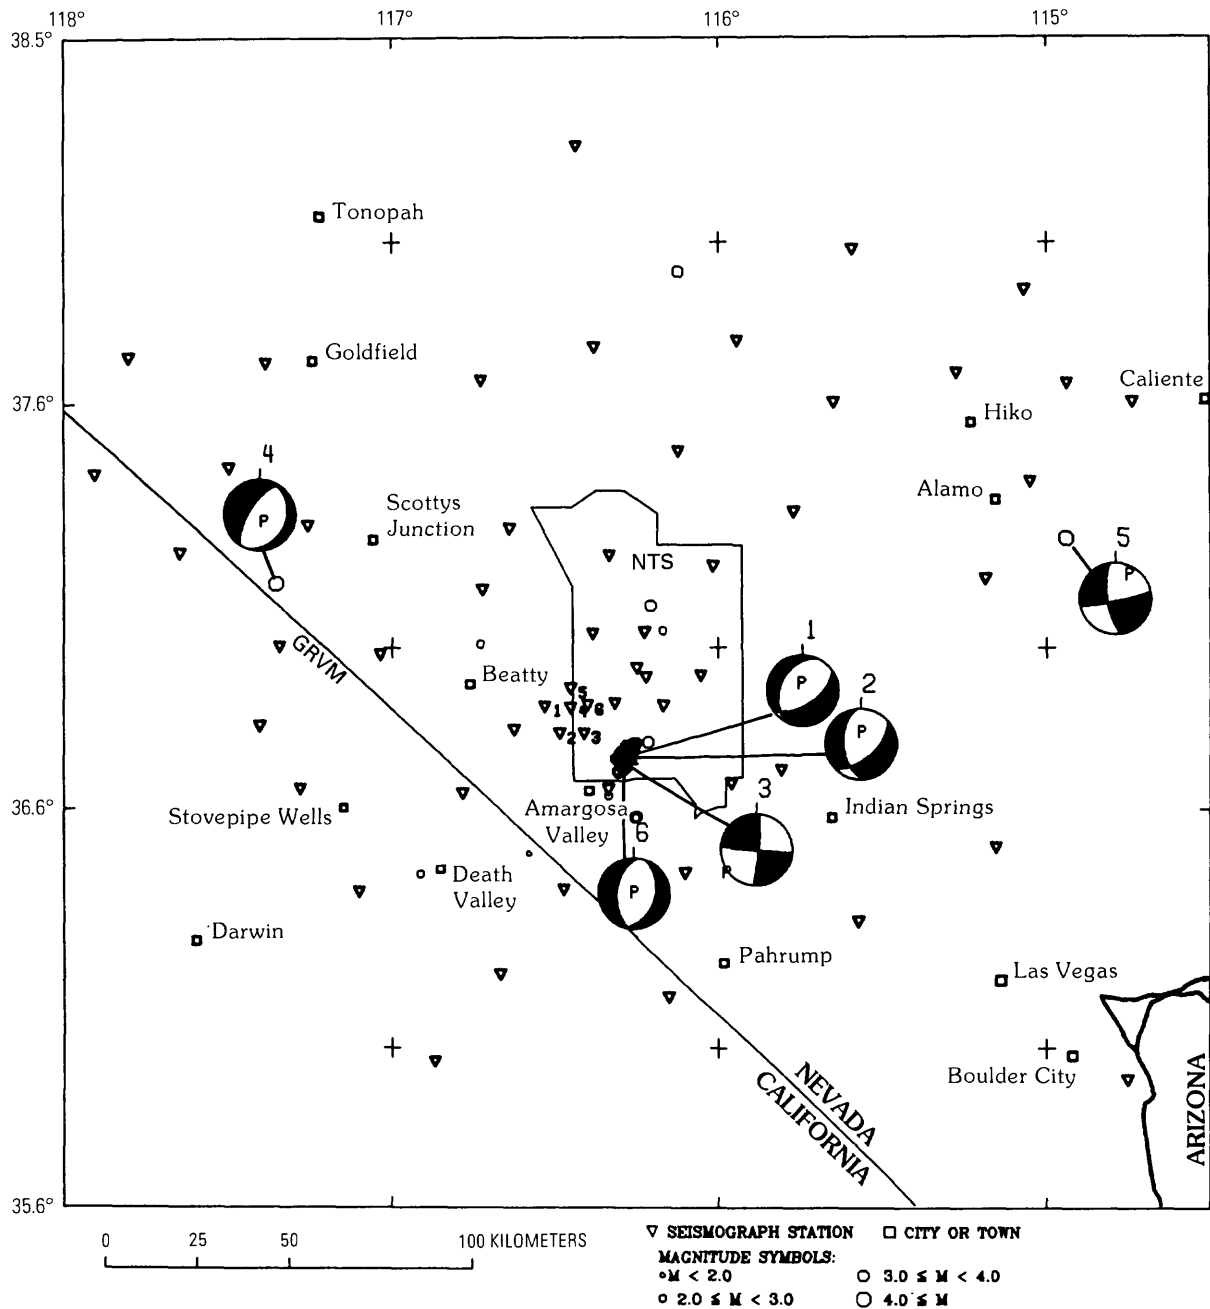 118°
117°
116°
115°
38.5°
Tonopah
Goldfield
Caliente
37.6°
Hiko
4
Scottys
Junction
Alamo
P
NTS
5
P
1
GRVM
Beatty
5
P
2
1 4 6
2 3
P
36.6°
Stovepipe Wells
Amargosa
Valley
3
Indian Springs
6
Death
Valley
P
P
Darwin
Pahrump
Las Vegas
Boulder City
NEVADA
CALIFORNIA
ARIZONA
35.6°
0 25 50 100 KILOMETERS
SEISMOGRAPH STATION CITY OR TOWN
MAGNITUDE SYMBOLS:
M < 2.0 3.0 ≤ M < 4.0
2.0 ≤ M < 3.0 4.0 ≤ M